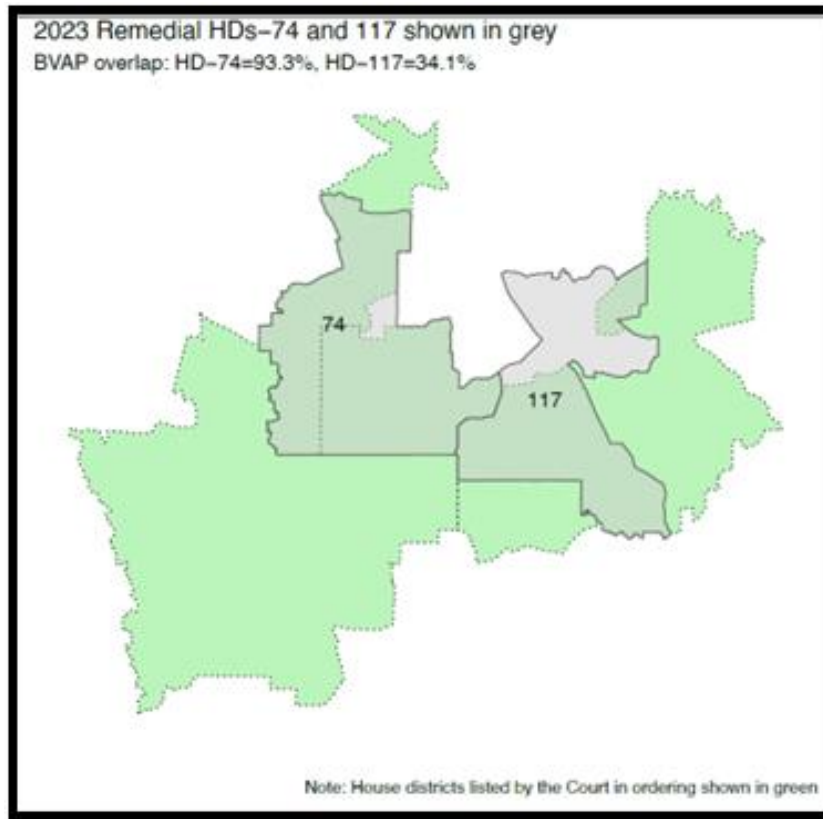 2023 Remedial HDs-74 and 117 shown in grey
BVAP overlap: HD-74=93.3%, HD-117=34.1%
74
117
Note: House districts listed by the Court in ordering shown in green